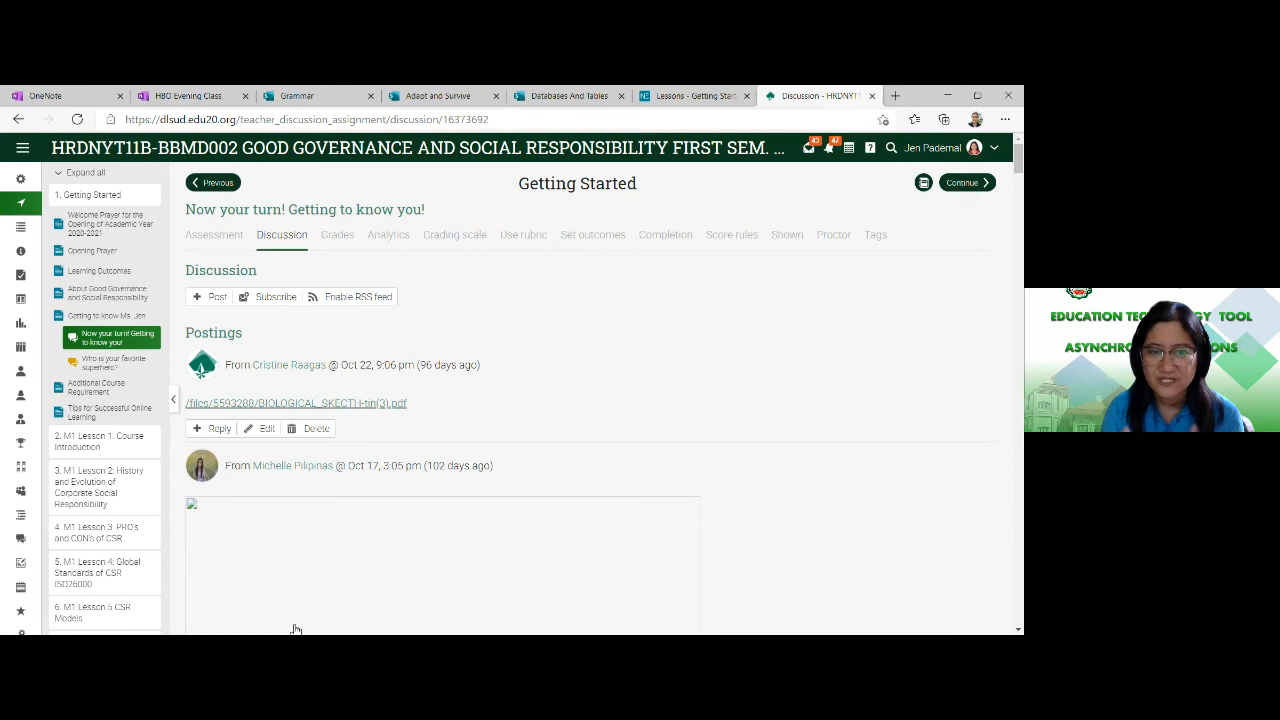 OneNote
HBO Evening Class
Grammar
Adapt and Survive
Databases And Tables
Lessons - Getting Start
Discussion - HRDNYT1
https://dlsud.edu20.org/teacher_discussion_assignment/discussion/16373692
HRDNYT11B-BBMD002 GOOD GOVERNANCE AND SOCIAL RESPONSIBILITY FIRST SEM. ...
43
47
Jen Padernal
Expand all
1. Getting Started
Welcome Prayer for the
Opening of Academic Year
2020-2021
Opening Prayer
Learning Outcomes
About Good Governance
and Social Responsibility
Getting to know Ms. Jen
Now your turn! Getting
to know you!
Who is your favorite
superhero?
Additional Course
Requirement
Tips for Successful Online
Learning
2. M1 Lesson 1. Course
Introduction
3. M1 Lesson 2: History
and Evolution of
Corporate Social
Responsibility
4. M1 Lesson 3: PRO's
and CON's of CSR
5. M1 Lesson 4: Global
Standards of CSR
ISO26000
6. M1 Lesson 5 CSR
Models
Previous
Getting Started
Continue
Now your turn! Getting to know you!
Assessment
Discussion
Grades
Analytics
Grading scale
Use rubric
Set outcomes
Completion
Score rules
Shown
Proctor
Tags
Discussion
+ Post
Subscribe
Enable RSS feed
Postings
From Cristine Raagas @ Oct 22, 9:06 pm (96 days ago)
/files/5593288/BIOLOGICAL_SKECTH-tin(3).pdf
+ Reply
Edit
Delete
From Michelle Pilipinas @ Oct 17, 3:05 pm (102 days ago)
EDUCATION TOOL